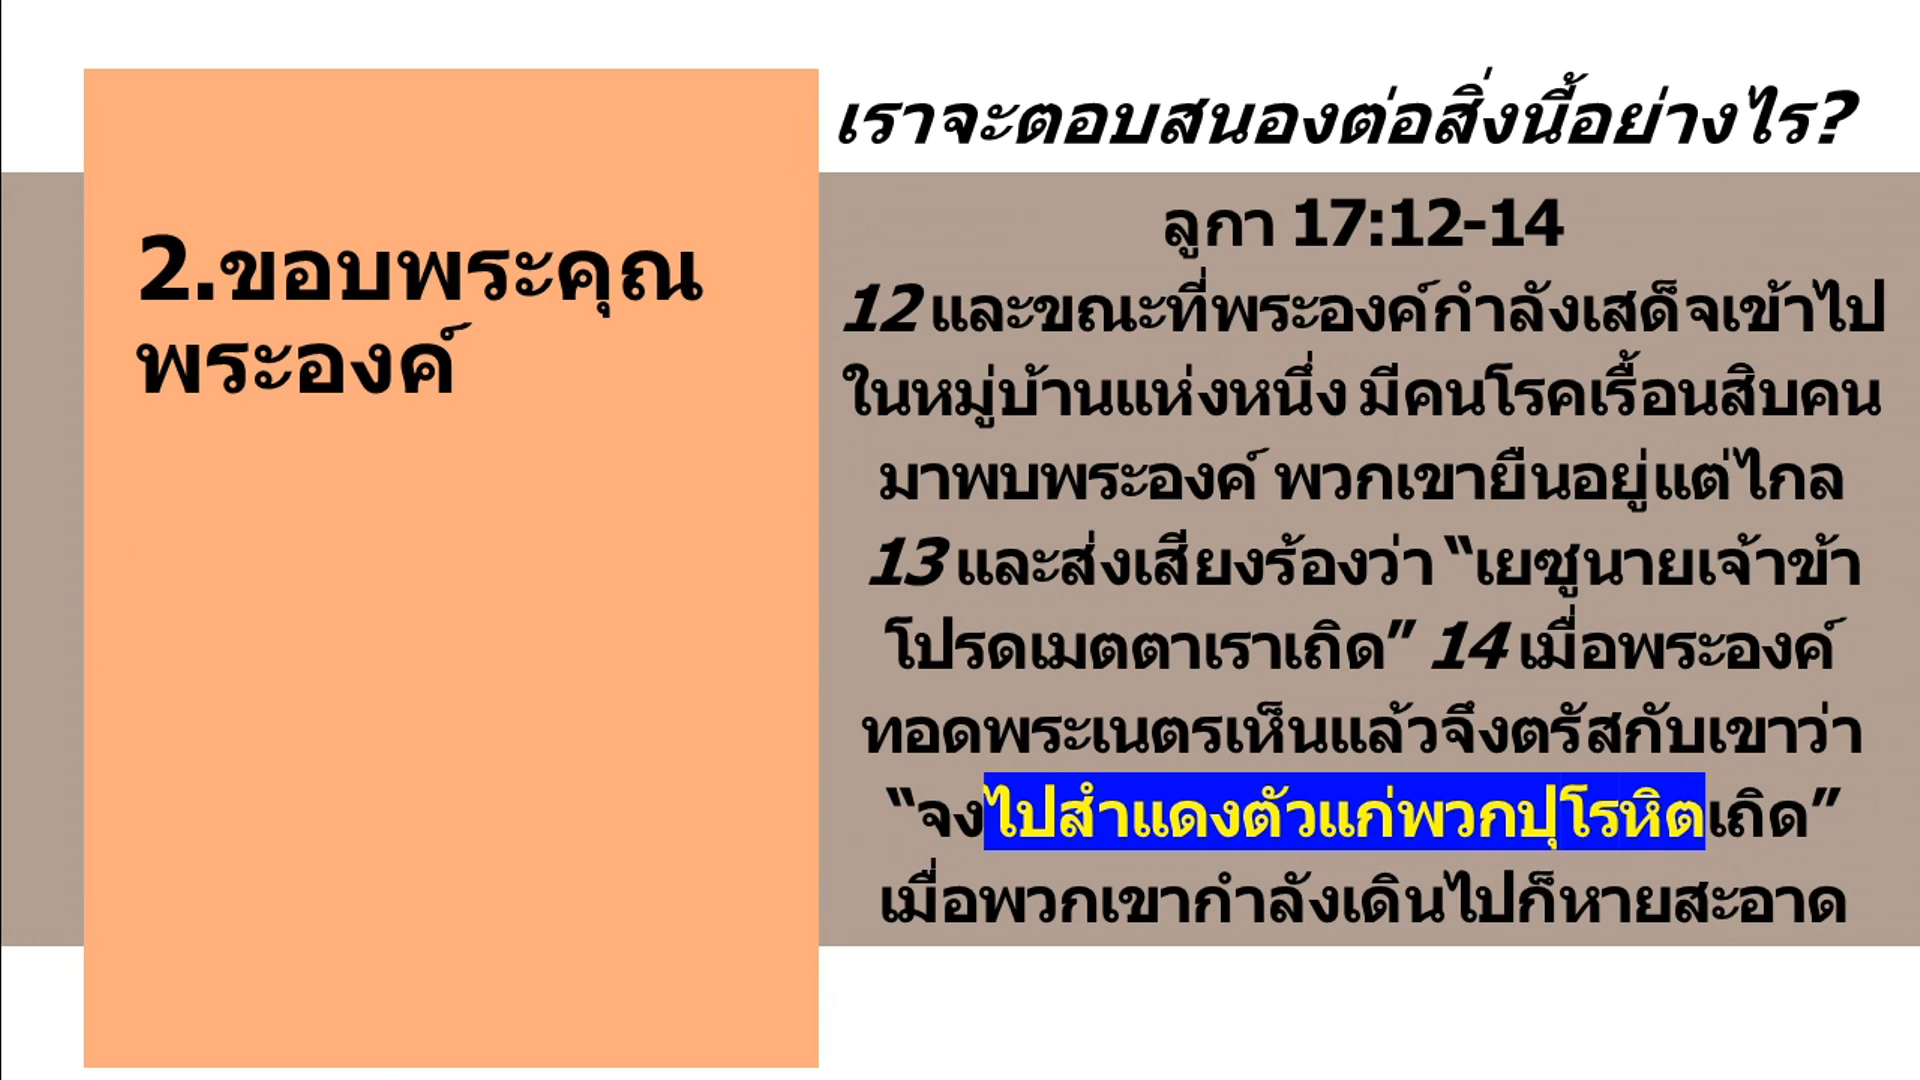 เราจะตอบสนองต่อสิ่งนี้อย่างไร?
2.ขอบพระคุณ
พระองค์
ลูกา 17:12-14
12 และขณะที่พระองค์กำลังเสด็จเข้าไป
ในหมู่บ้านแห่งหนึ่ง มีคนโรคเรื้อนสิบคน
มาพบพระองค์ พวกเขายืนอยู่แต่ไกล
13 และส่งเสียงร้องว่า “เยซูนายเจ้าข้า
โปรดเมตตาเราเถิด” 14 เมื่อพระองค์
ทอดพระเนตรเห็นแล้วจึงตรัสกับเขาว่า
“จงไปสำแดงตัวแก่พวกปุโรหิตเถิด”
เมื่อพวกเขากำลังเดินไปก็หายสะอาด